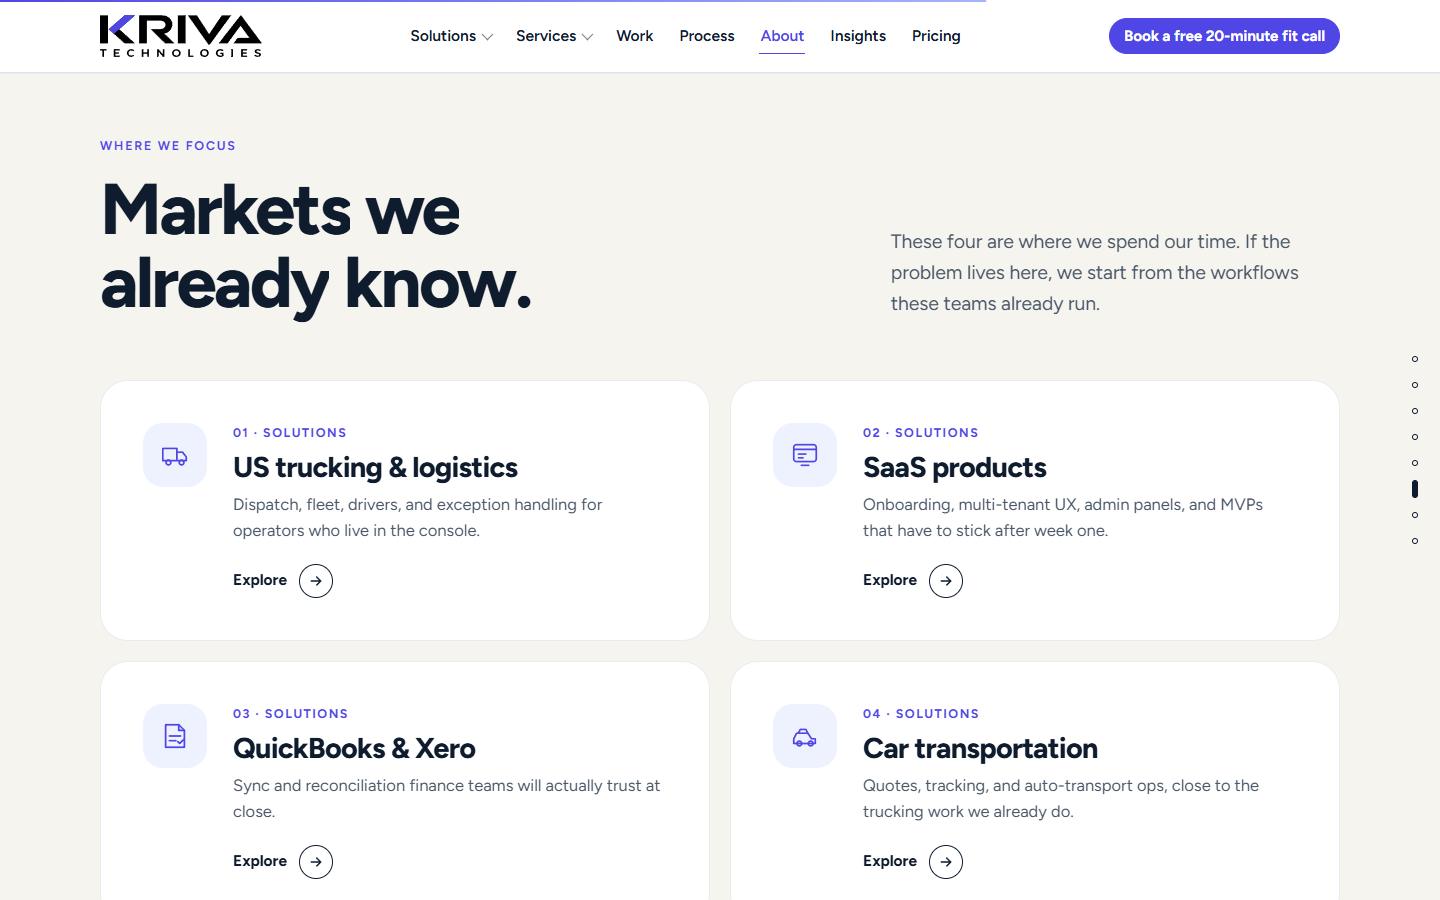 KRIVA
TECHNOLOGIES
Solutions
Services
Work
Process
About
Insights
Pricing
Book a free 20-minute fit call
WHERE WE FOCUS
Markets we
already know.
These four are where we spend our time. If the
problem lives here, we start from the workflows
these teams already run.
01 · SOLUTIONS
US trucking & logistics
Dispatch, fleet, drivers, and exception handling for
operators who live in the console.
Explore
02 · SOLUTIONS
SaaS products
Onboarding, multi-tenant UX, admin panels, and MVPs
that have to stick after week one.
Explore
03 · SOLUTIONS
QuickBooks & Xero
Sync and reconciliation finance teams will actually trust at
close.
Explore
04 · SOLUTIONS
Car transportation
Quotes, tracking, and auto-transport ops, close to the
trucking work we already do.
Explore